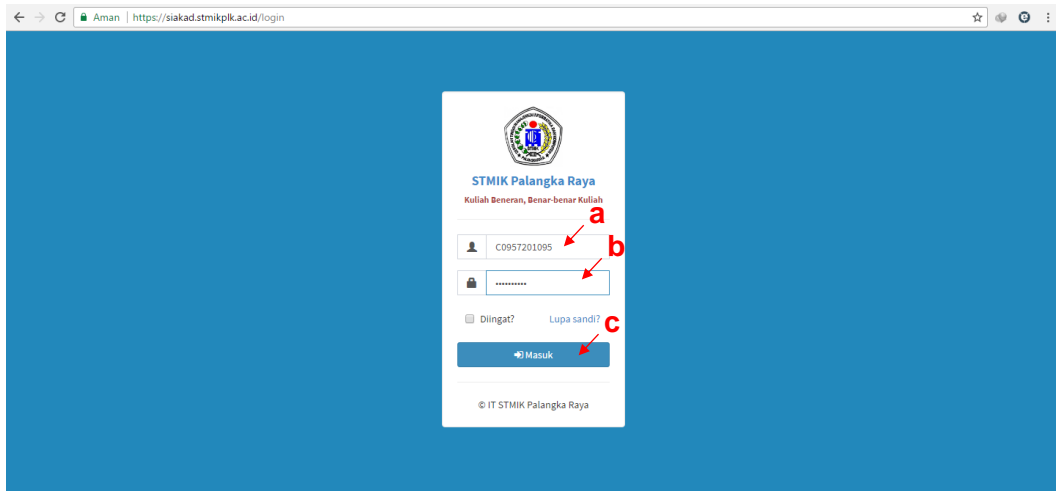 Aman | https://siakad.stmikplk.ac.id/login
STMIK Palangka Raya
Kuliah Beneran, Benar-benar Kuliah
a
C0957201095
b
••••••••••
Diingat? Lupa sandi?
c
Masuk
© IT STMIK Palangka Raya